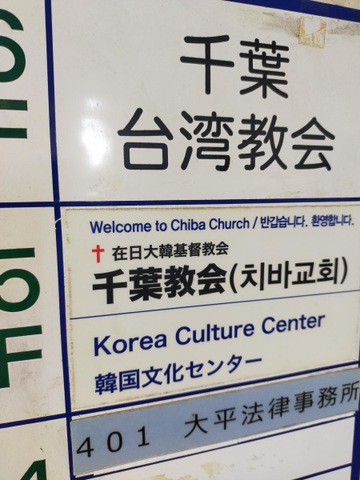 千葉
台湾教会
Welcome to Chiba Church / 반갑습니다. 환영합니다.
在日大韓基督教会
千葉教会(치바교회)
Korea Culture Center
韓国文化センター
401 大平法律事務所